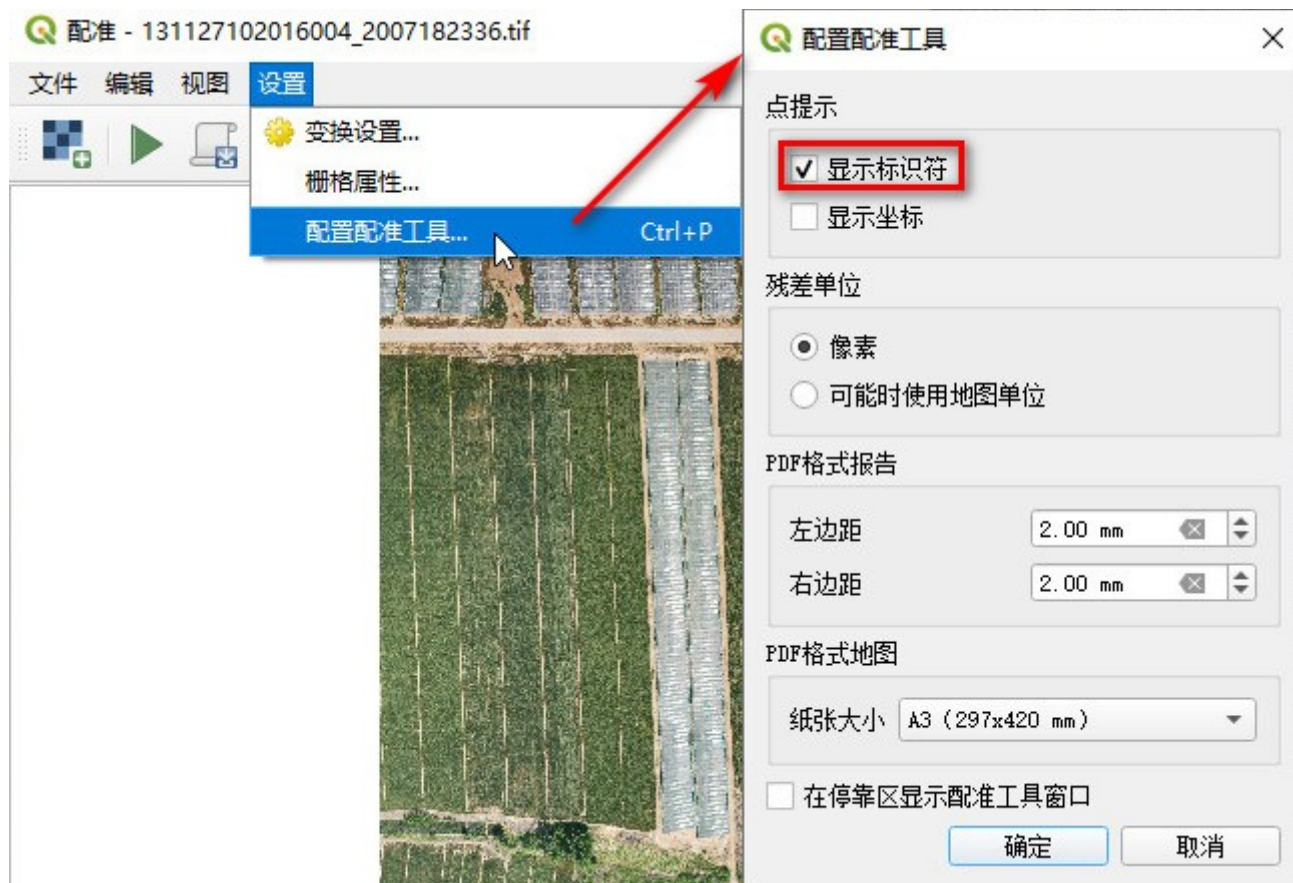 配准 - 131127102016004_2007182336.tif
文件 编辑 视图 设置
变换设置...
栅格属性...
配置配准工具... Ctrl+P
配置配准工具
点提示
显示标识符
显示坐标
残差单位
像素
可能时使用地图单位
PDF格式报告
左边距 2.00 mm
右边距 2.00 mm
PDF格式地图
纸张大小 A3 (297x420 mm)
在停靠区显示配准工具窗口
确定 取消